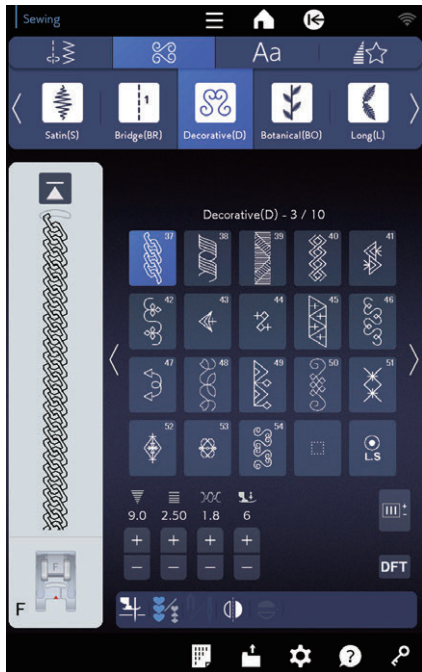 Sewing
Aa
Satin(S) Bridge(BR) Decorative(D) Botanical(BO) Long(L)
1
Decorative(D) - 3 / 10
37 38 39 40 41
42 43 44 45 46
47 48 49 50 51
52 53 54 L.S
9.0 2.50 1.8 6
+ + + +
− − − −
DFT
F
F
?